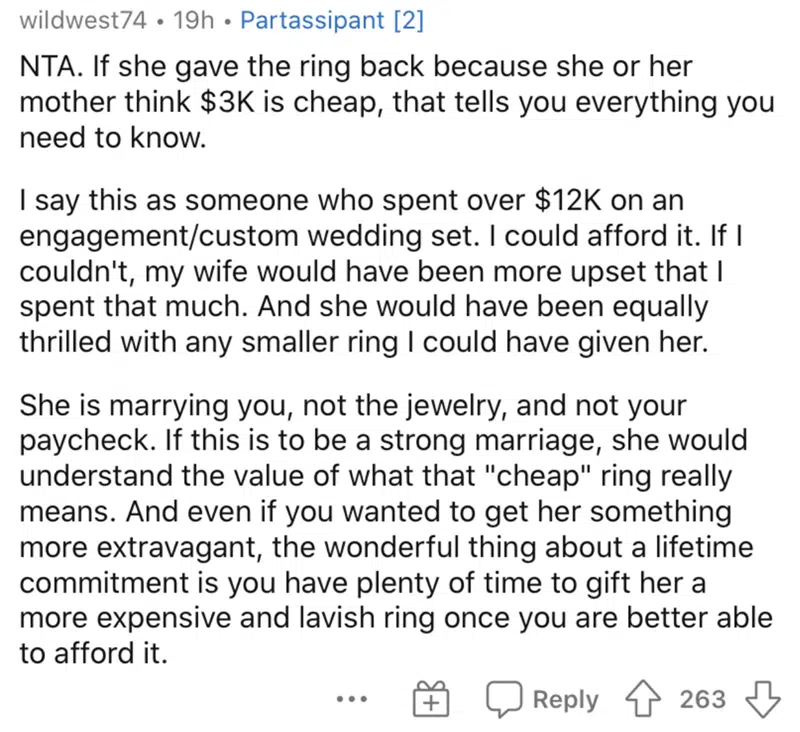 wildwest74 • 19h • Partassipant [2]
NTA. If she gave the ring back because she or her
mother think $3K is cheap, that tells you everything you
need to know.
I say this as someone who spent over $12K on an
engagement/custom wedding set. I could afford it. If I
couldn't, my wife would have been more upset that I
spent that much. And she would have been equally
thrilled with any smaller ring I could have given her.
She is marrying you, not the jewelry, and not your
paycheck. If this is to be a strong marriage, she would
understand the value of what that "cheap" ring really
means. And even if you wanted to get her something
more extravagant, the wonderful thing about a lifetime
commitment is you have plenty of time to gift her a
more expensive and lavish ring once you are better able
to afford it.
Reply 263